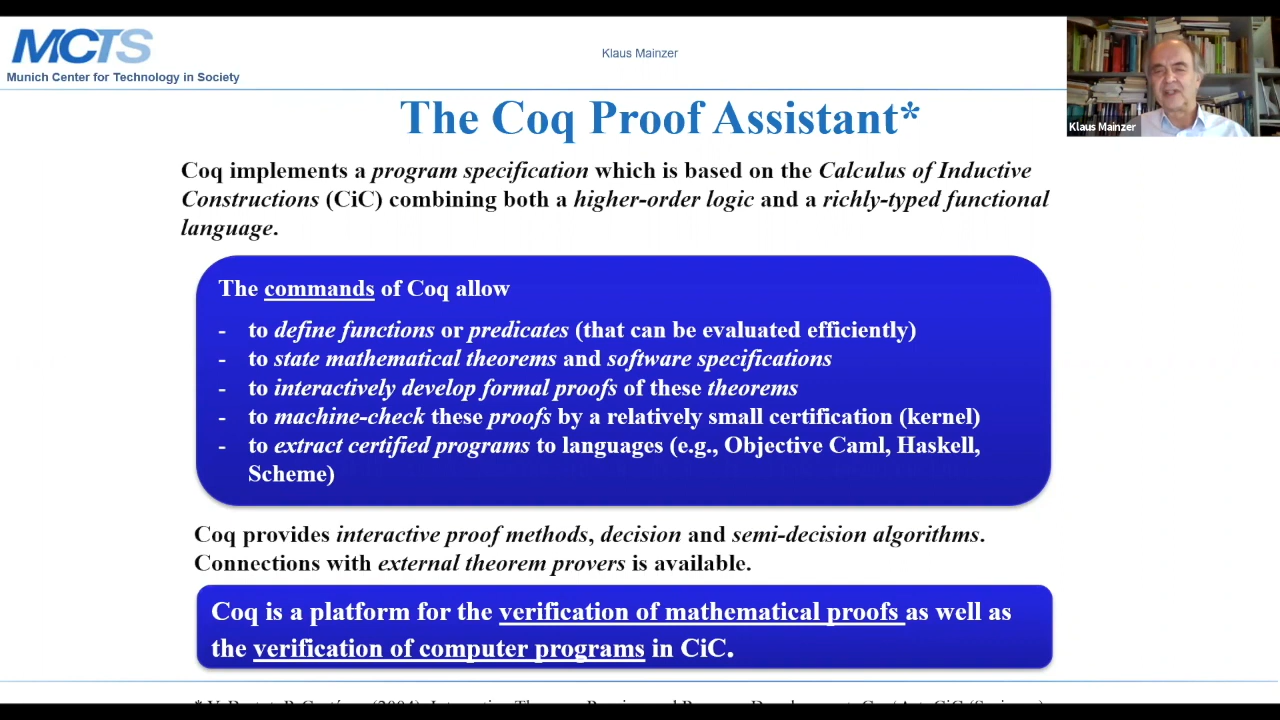 MCTS
Munich Center for Technology in Society
Klaus Mainzer
Klaus Mainzer
The Coq Proof Assistant*
Coq implements a program specification which is based on the Calculus of Inductive
Constructions (CiC) combining both a higher-order logic and a richly-typed functional
language.
The commands of Coq allow
- to define functions or predicates (that can be evaluated efficiently)
- to state mathematical theorems and software specifications
- to interactively develop formal proofs of these theorems
- to machine-check these proofs by a relatively small certification (kernel)
- to extract certified programs to languages (e.g., Objective Caml, Haskell,
Scheme)
Coq provides interactive proof methods, decision and semi-decision algorithms.
Connections with external theorem provers is available.
Coq is a platform for the verification of mathematical proofs as well as
the verification of computer programs in CiC.